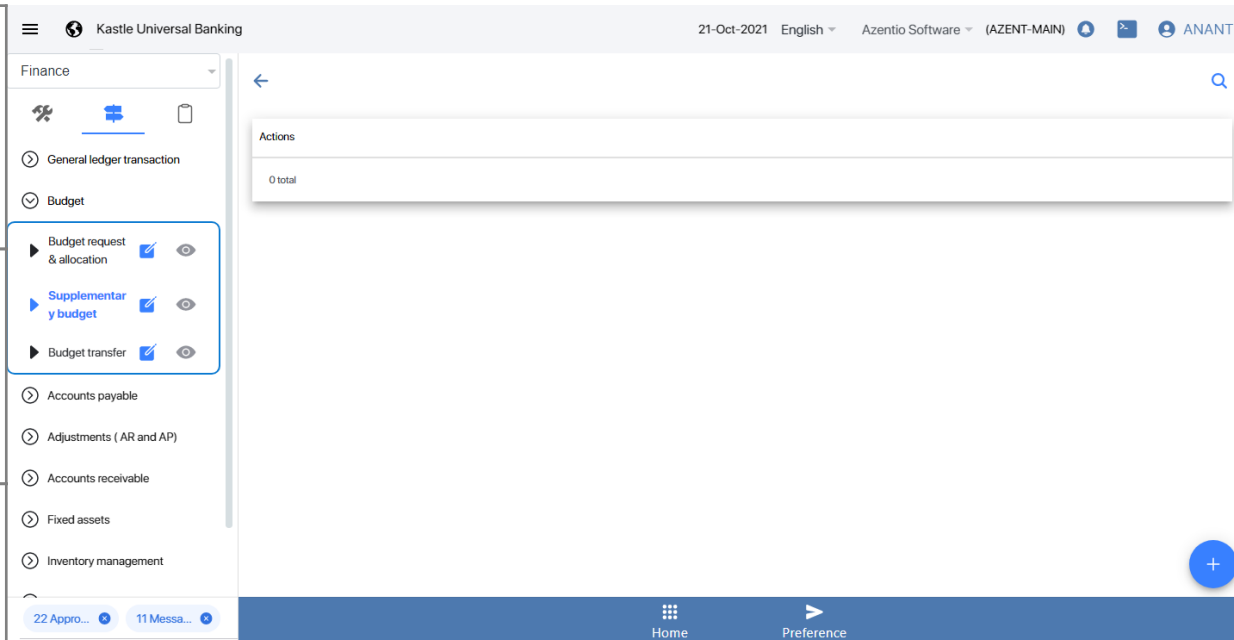 Kastle Universal Banking
21-Oct-2021 English Azentio Software (AZENT-MAIN) ANANT
Finance
General ledger transaction
Budget
Budget request
& allocation
Supplementar
y budget
Budget transfer
Accounts payable
Adjustments ( AR and AP)
Accounts receivable
Fixed assets
Inventory management
22 Appro...
11 Messa...
Actions
0 total
Home
Preference